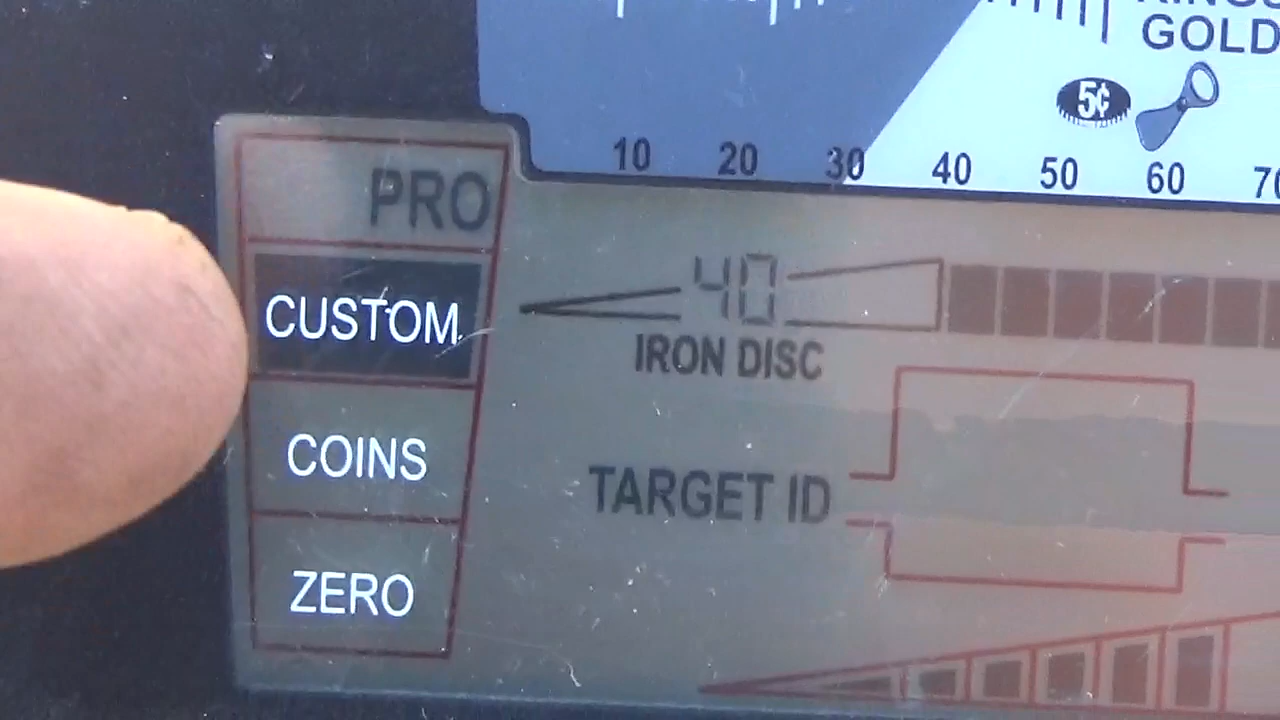 GOLD
5¢
10 20 30 40 50 60
PRO
CUSTOM
40
IRON DISC
COINS
TARGET ID
ZERO